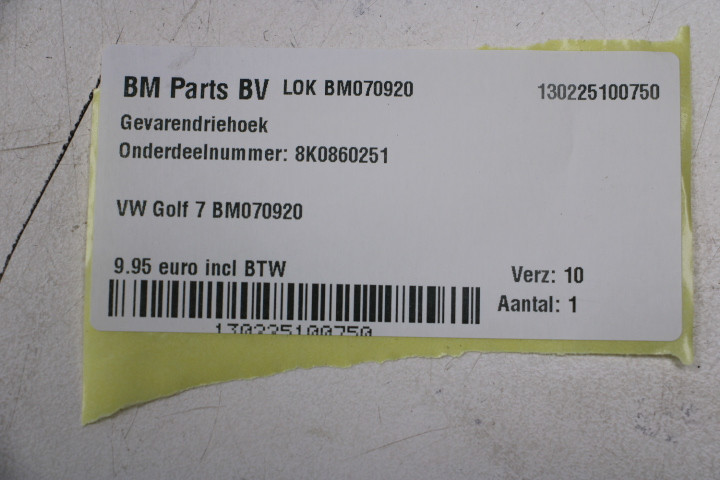 BM Parts BV LOK BM070920 130225100750
Gevarendriehoek
Onderdeelnummer: 8K0860251
VW Golf 7 BM070920
9.95 euro incl BTW
Verz: 10
Aantal: 1
130225100750